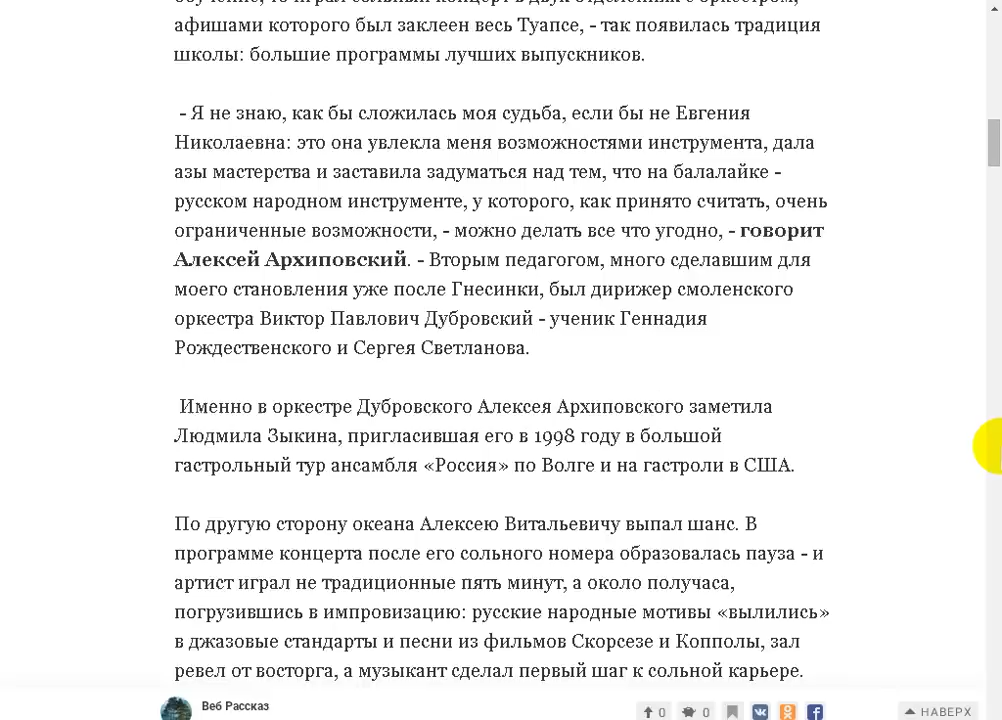 обучение, то играл сольный концерт в двух отделениях с оркестром,
афишами которого был заклеен весь Туапсе, - так появилась традиция
школы: большие программы лучших выпускников.
- Я не знаю, как бы сложилась моя судьба, если бы не Евгения
Николаевна: это она увлекла меня возможностями инструмента, дала
азы мастерства и заставила задуматься над тем, что на балалайке -
русском народном инструменте, у которого, как принято считать, очень
ограниченные возможности, - можно делать все что угодно, - говорит
Алексей Архиповский. - Вторым педагогом, много сделавшим для
моего становления уже после Гнесинки, был дирижер смоленского
оркестра Виктор Павлович Дубровский - ученик Геннадия
Рождественского и Сергея Светланова.
Именно в оркестре Дубровского Алексея Архиповского заметила
Людмила Зыкина, пригласившая его в 1998 году в большой
гастрольный тур ансамбля «Россия» по Волге и на гастроли в США.
По другую сторону океана Алексею Витальевичу выпал шанс. В
программе концерта после его сольного номера образовалась пауза - и
артист играл не традиционные пять минут, а около получаса,
погрузившись в импровизацию: русские народные мотивы «вылились»
в джазовые стандарты и песни из фильмов Скорсезе и Копполы, зал
ревел от восторга, а музыкант сделал первый шаг к сольной карьере.
Веб Рассказ
0 0 НАВЕРХ